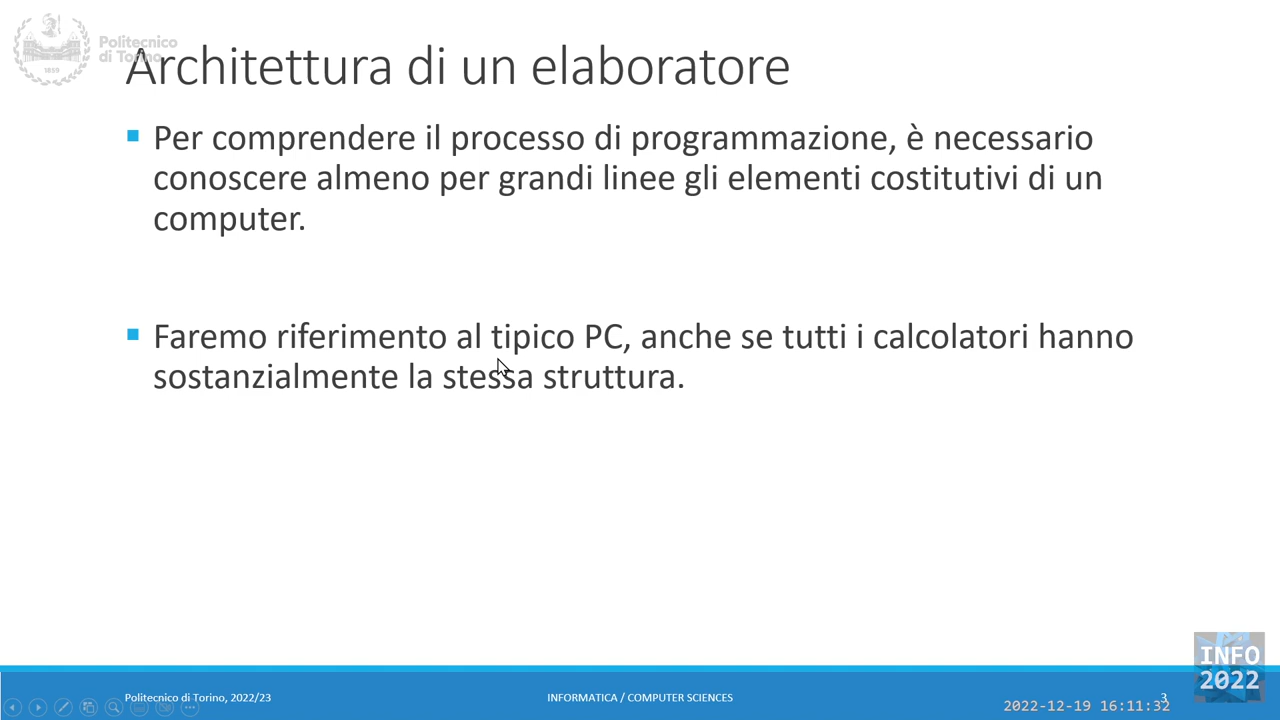 Politecnico
di Torino
1859
Architettura di un elaboratore
Per comprendere il processo di programmazione, è necessario
conoscere almeno per grandi linee gli elementi costitutivi di un
computer.
Faremo riferimento al tipico PC, anche se tutti i calcolatori hanno
sostanzialmente la stessa struttura.
INFO
2022
Politecnico di Torino, 2022/23
INFORMATICA / COMPUTER SCIENCES
3
2022-12-19 16:11:32